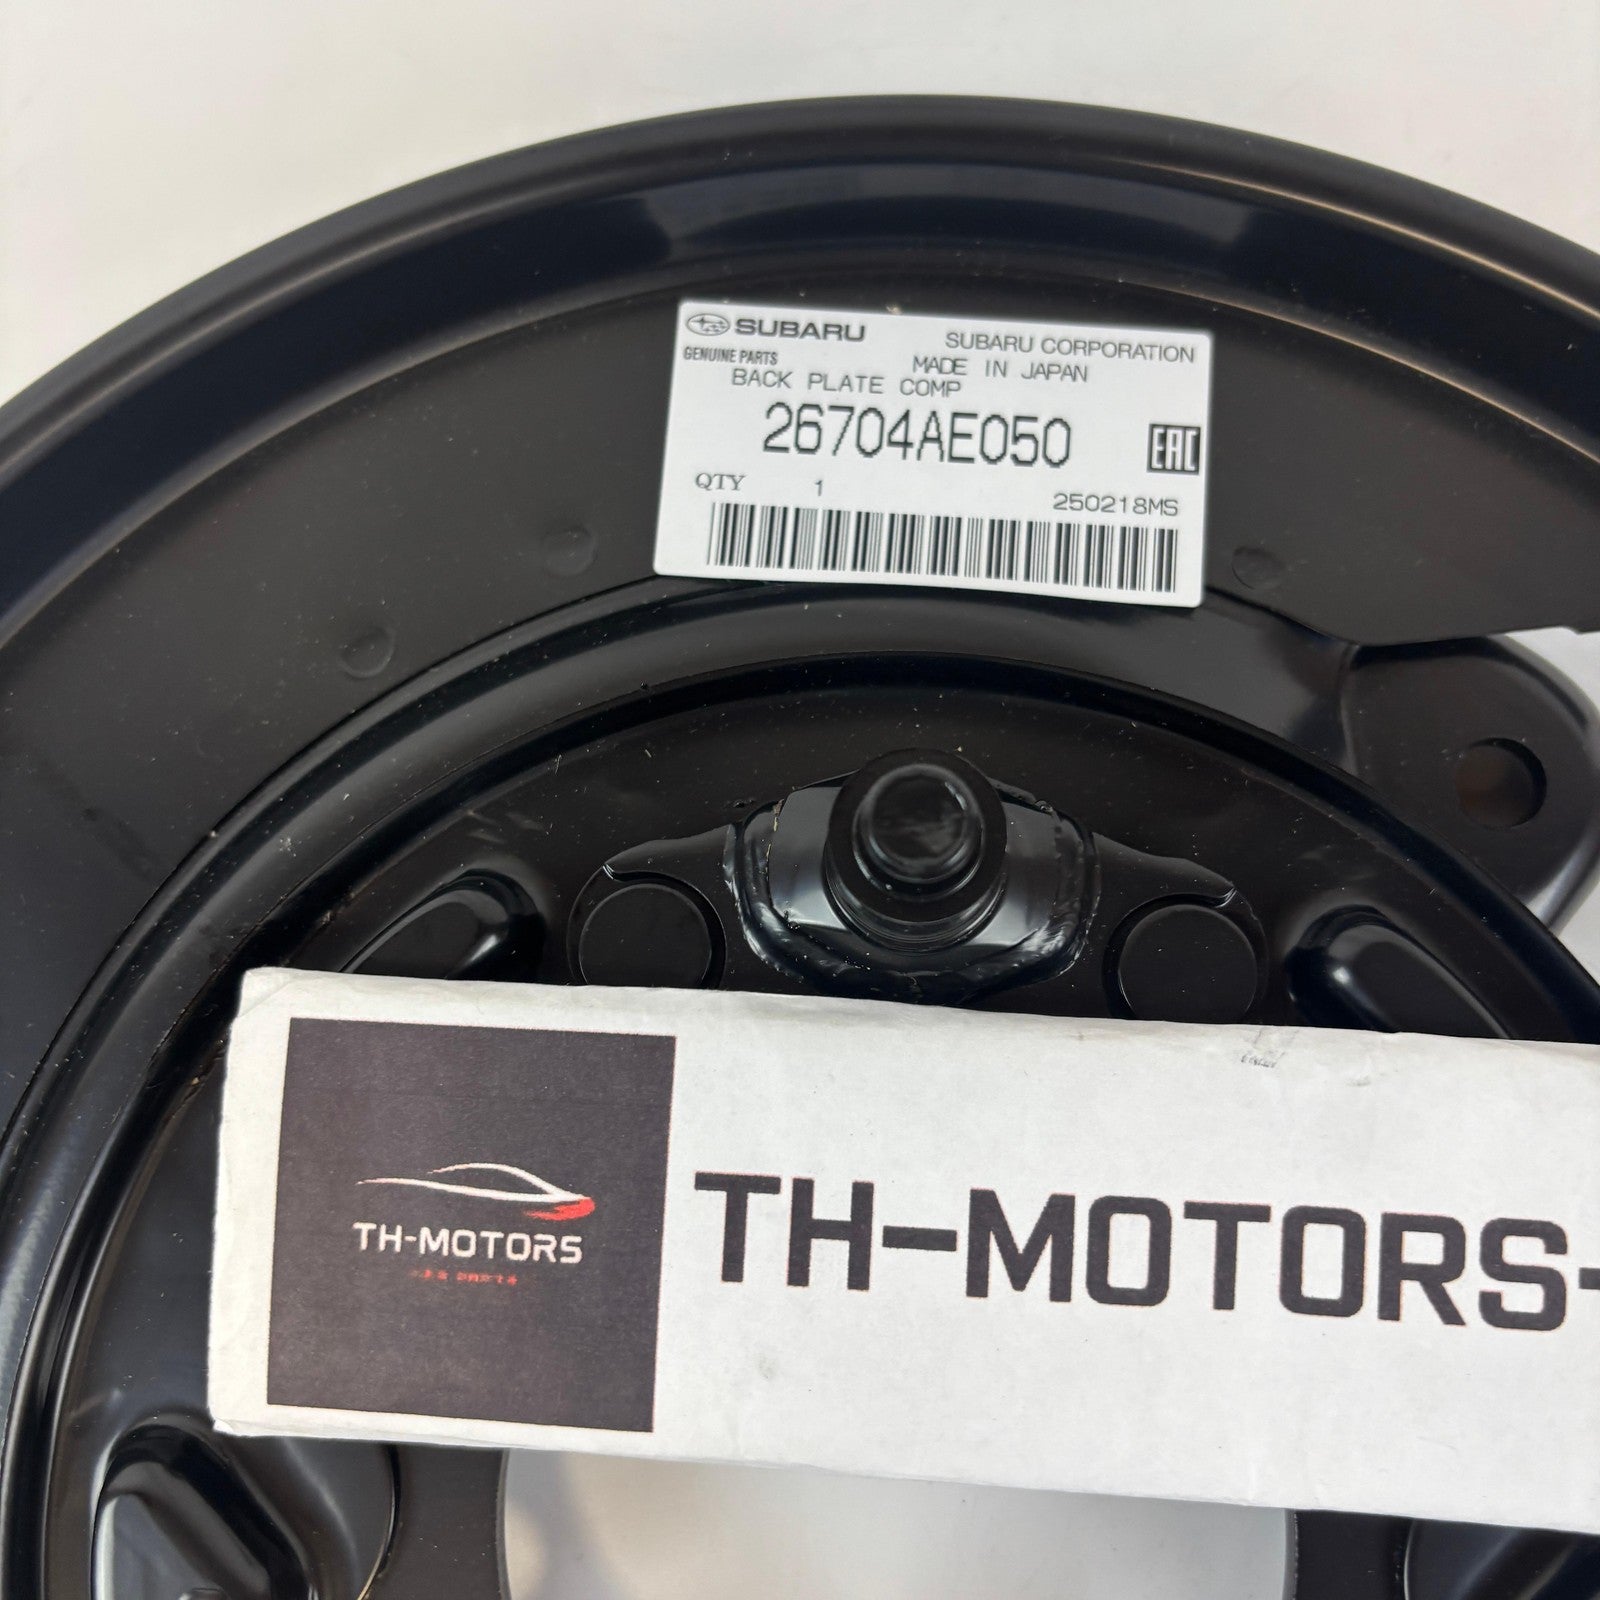 SUBARU
SUBARU CORPORATION
GENUINE PARTS
MADE IN JAPAN
BACK PLATE COMP
26704AE050
EAC
QTY 1
250218MS
TH-MOTORS
TH-MOTORS-